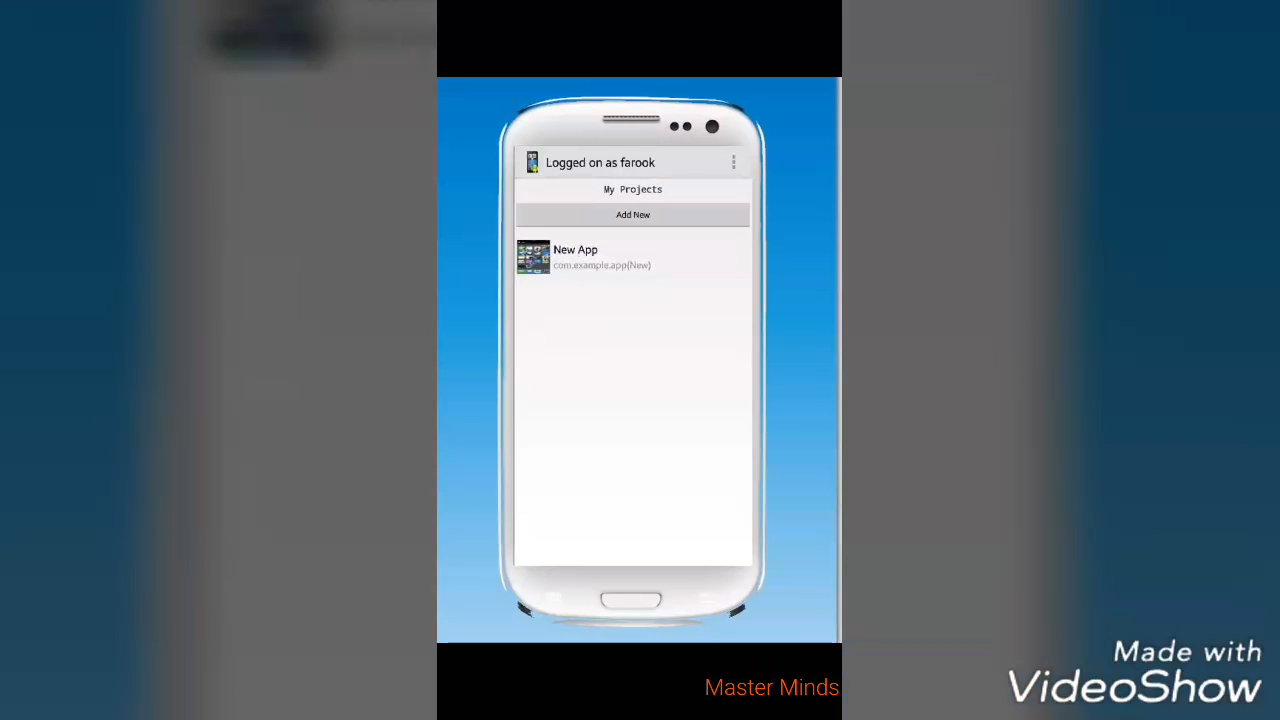 Logged on as farook
My Projects
Add New
New App
com.example.app(New)
Master Minds
Made with
VideoShow